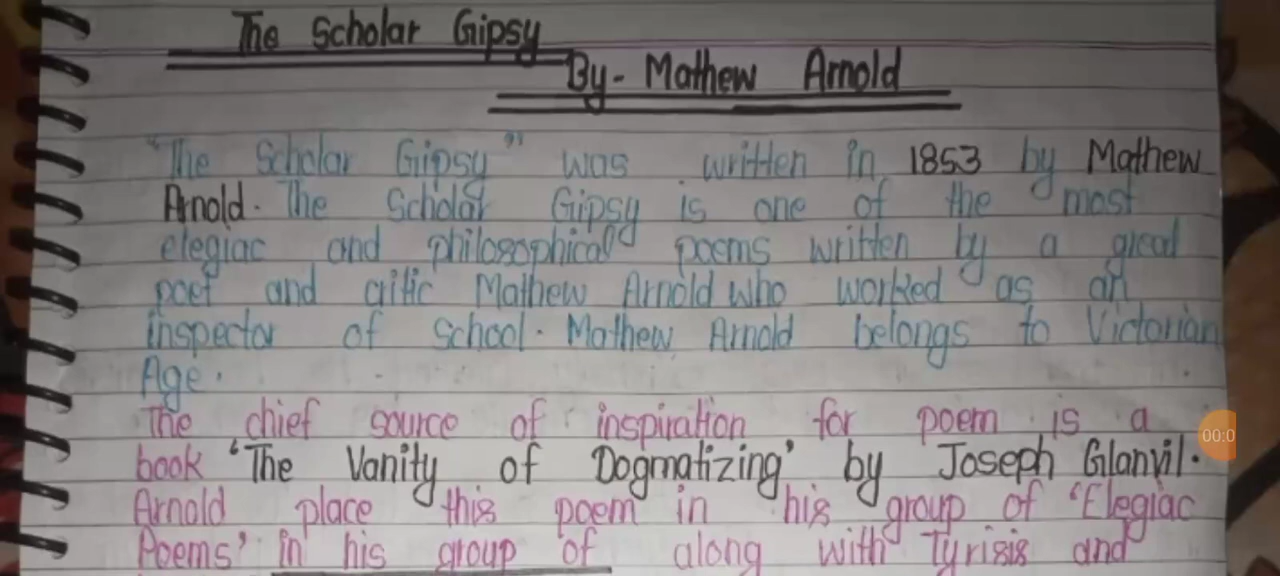 The Scholar Gipsy
By - Mathew Arnold
"The Scholar Gipsy" was written in 1853 by Mathew
Arnold. The Scholar Gipsy is one of the most
elegiac and philosophical poems written by a great
poet and critic Mathew Arnold who worked as an
inspector of School. Mathew Arnold belongs to Victorian
Age.
The chief source of inspiration for poem is a
book 'The Vanity of Dogmatizing' by Joseph Glanvil.
00:0
Arnold place this poem in his group of 'Elegiac
Poems' in his group of along with Tyrisis and